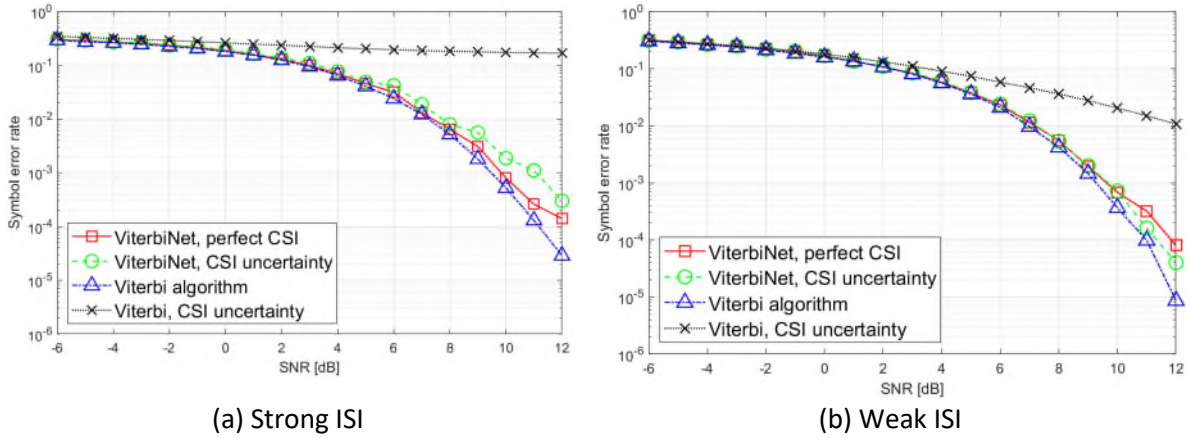 10^0
10^-1
10^-2
10^-3
10^-4
10^-5
10^-6
Symbol error rate
ViterbiNet, perfect CSI
ViterbiNet, CSI uncertainty
Viterbi algorithm
Viterbi, CSI uncertainty
-6 -4 -2 0 2 4 6 8 10 12
SNR [dB]
(a) Strong ISI
10^0
10^-1
10^-2
10^-3
10^-4
10^-5
10^-6
Symbol error rate
ViterbiNet, perfect CSI
ViterbiNet, CSI uncertainty
Viterbi algorithm
Viterbi, CSI uncertainty
-6 -4 -2 0 2 4 6 8 10 12
SNR [dB]
(b) Weak ISI